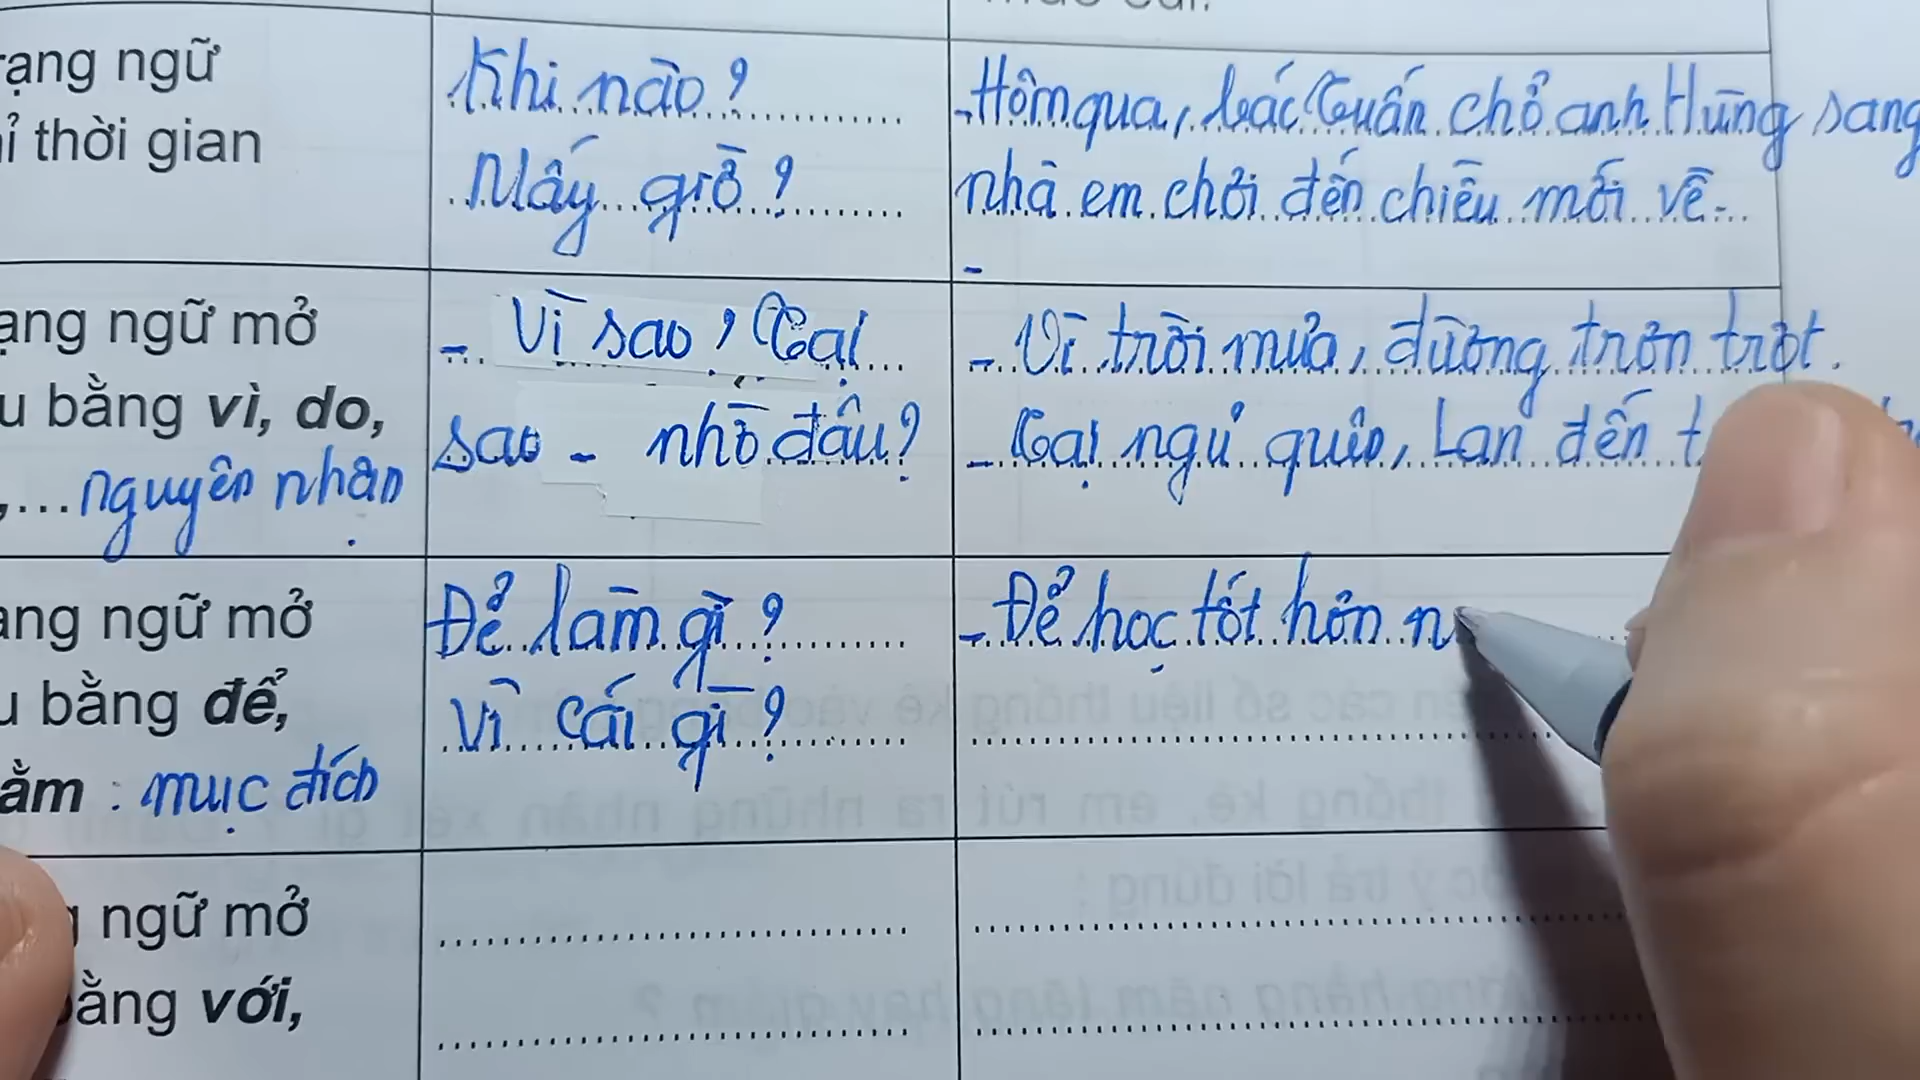 rạng ngữ
ỉ thời gian
Khi nào?
Mấy giờ?
- Hôm qua, bác Tuấn chở anh Hùng sang
nhà em chơi đến chiều mới về.
-
ạng ngữ mở
u bằng vì, do,
,... nguyên nhân
- Vì sao, Tại
sao - nhờ đâu?
- Vì trời mưa, đường trơn trợt.
- Tại ngủ quên, Lan đến t
ạng ngữ mở
u bằng để,
ằm : mục đích
Để làm gì?
Vì cái gì?
- Để học tốt hơn n
g ngữ mở
bằng với,